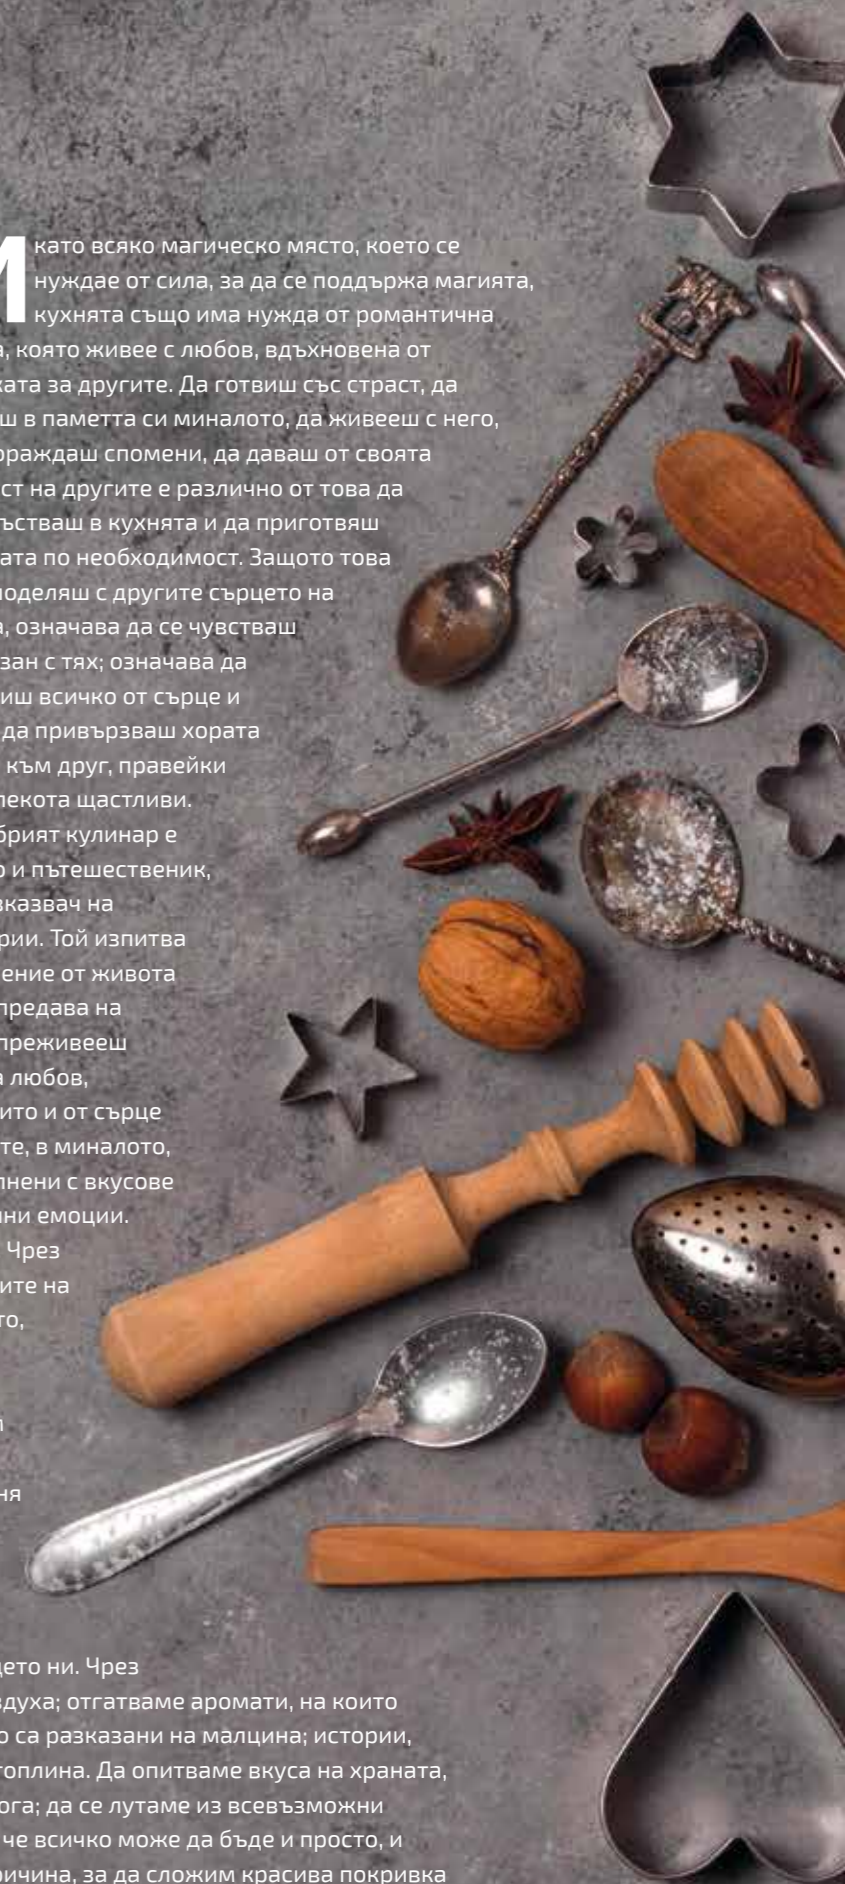 И като всяко магическо място, което се
нуждае от сила, за да се поддържа магията,
кухнята също има нужда от романтична
а, която живее с любов, вдъхновена от
ката за другите. Да готвиш със страст, да
ш в паметта си миналото, да живееш с него,
ораждаш спомени, да даваш от своята
ст на другите е различно от това да
ъстваш в кухнята и да приготвяш
ата по необходимост. Защото това
поделяш с другите сърцето на
а, означава да се чувстваш
зан с тях; означава да
иш всичко от сърце и
да привързваш хората
към друг, правейки
лекота щастливи.
брият кулинар е
о и пътешественик,
зказвач на
рии. Той изпитва
ение от живота
предава на
преживееш
а любов,
ито и от сърце
те, в миналото,
лнени с вкусове
ни емоции.
Чрез
ите на
то,
ня
цето ни. Чрез
здуха; отгатваме аромати, на които
о са разказани на малцина; истории,
топлина. Да опитваме вкуса на храната,
ога; да се лутаме из всевъзможни
че всичко може да бъде и просто, и
ричина, за да сложим красива покривка